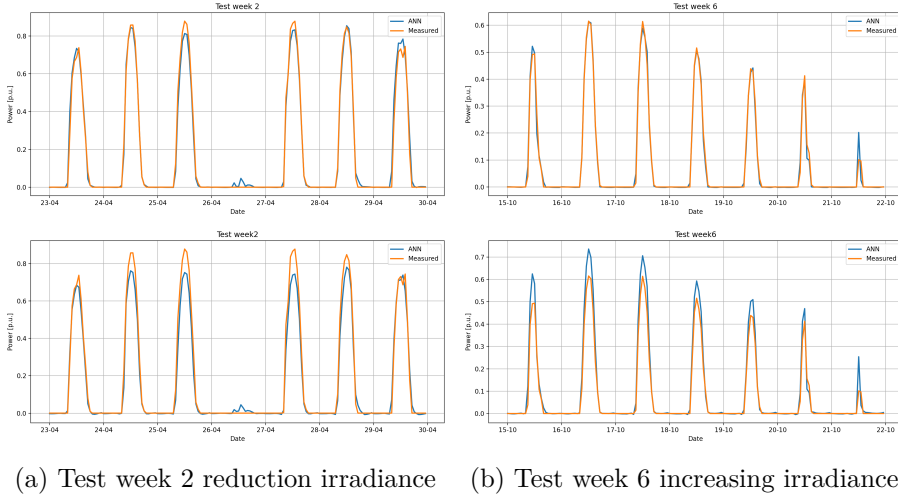 Test week 2
Power [p.u.]
0.8
0.6
0.4
0.2
0.0
23-04 24-04 25-04 26-04 27-04 28-04 29-04 30-04
Date
ANN
Measured
Test week 6
Power [p.u.]
0.6
0.5
0.4
0.3
0.2
0.1
0.0
15-10 16-10 17-10 18-10 19-10 20-10 21-10 22-10
Date
ANN
Measured
Test week2
Power [p.u.]
0.8
0.6
0.4
0.2
0.0
23-04 24-04 25-04 26-04 27-04 28-04 29-04 30-04
Date
ANN
Measured
Test week6
Power [p.u.]
0.7
0.6
0.5
0.4
0.3
0.2
0.1
0.0
15-10 16-10 17-10 18-10 19-10 20-10 21-10 22-10
Date
ANN
Measured
(a) Test week 2 reduction irradiance
(b) Test week 6 increasing irradiance